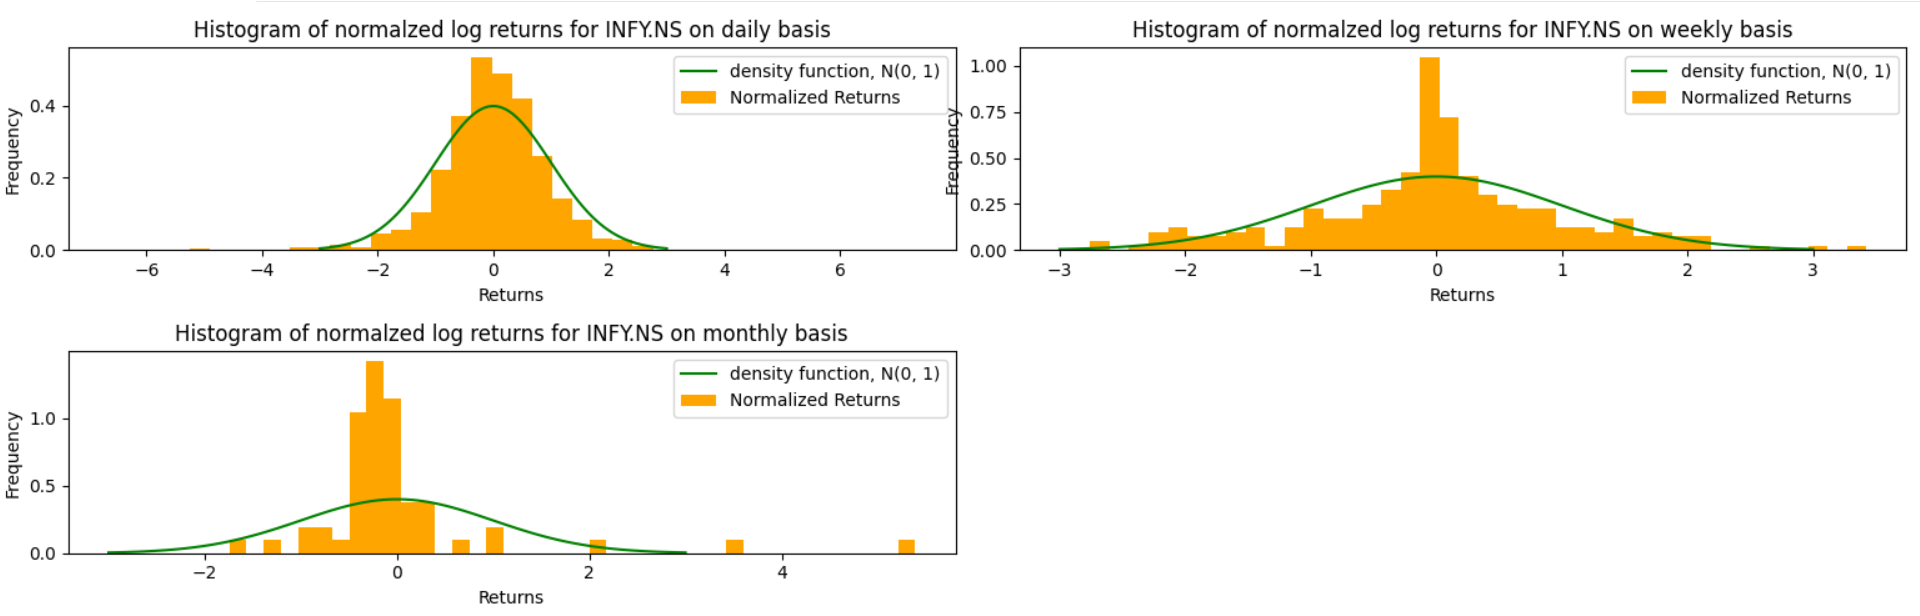 Histogram of normalzed log returns for INFY.NS on daily basis
density function, N(0, 1)
Normalized Returns
Frequency
0.4
0.2
0.0
−6 −4 −2 0 2 4 6
Returns
Histogram of normalzed log returns for INFY.NS on weekly basis
density function, N(0, 1)
Normalized Returns
Frequency
1.00
0.75
0.50
0.25
0.00
−3 −2 −1 0 1 2 3
Returns
Histogram of normalzed log returns for INFY.NS on monthly basis
density function, N(0, 1)
Normalized Returns
Frequency
1.0
0.5
0.0
−2 0 2 4
Returns